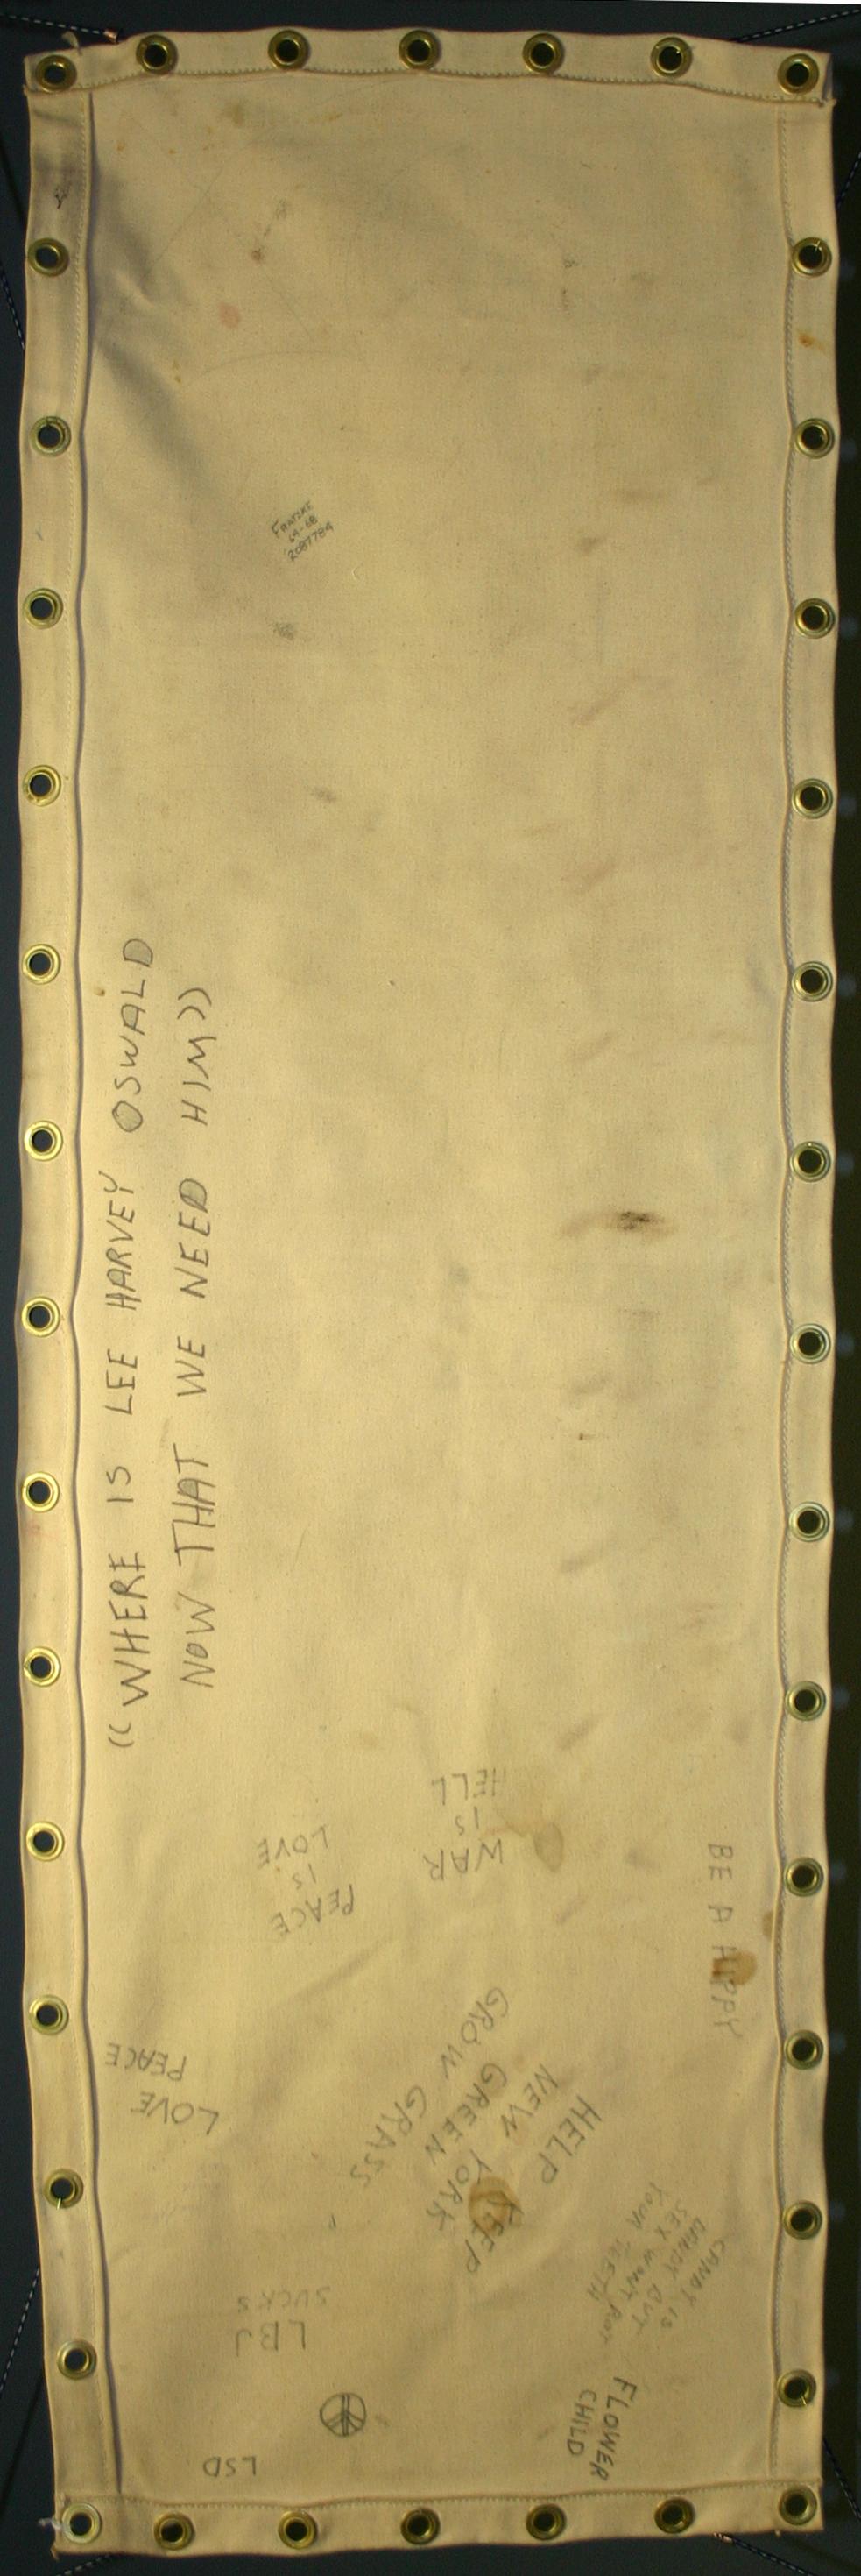 2087784
"WHERE IS LEE HARVEY OSWALD
NOW THAT WE NEED HIM"
WAR
IS
HELL
PEACE
IS
LOVE
BE A HIPPY
LOVE
PEACE
HELP KEEP
NEW YORK
GREEN
GROW GRASS
CANDY IS
DANDY BUT
SEX WONT ROT
YOUR TEETH
LBJ
SUCKS
FLOWER
CHILD
LSD